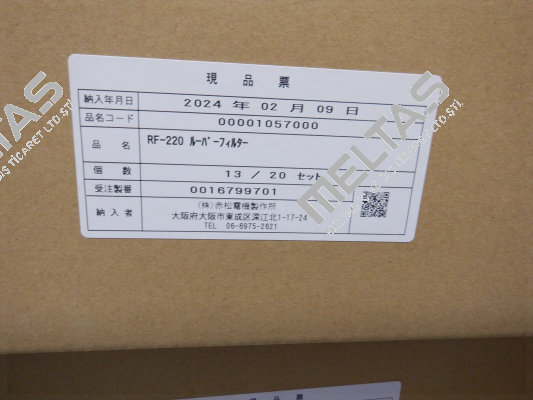 現品票
納入年月日 2024 年 02 月 09 日
品名コード 00001057000
品名 RF-220 ルーバーフィルター
個数 13 / 20 セット
受注製番 0016799701
納入者 (株)赤松電機製作所
大阪府大阪市東成区深江北1-17-24
TEL 06-6975-2821
MELTAS
MELTAS
現品票